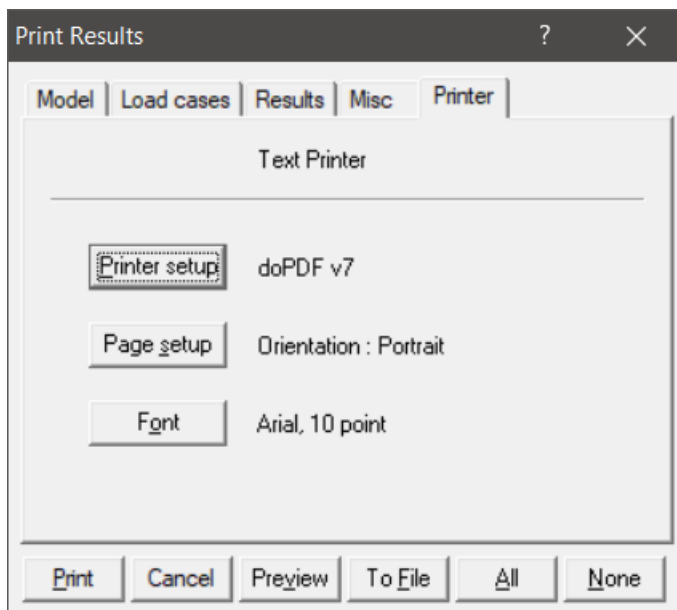 Print Results ?
Model Load cases Results Misc Printer
Text Printer
Printer setup doPDF v7
Page setup Orientation : Portrait
Font Arial, 10 point
Print Cancel Preview To File All None